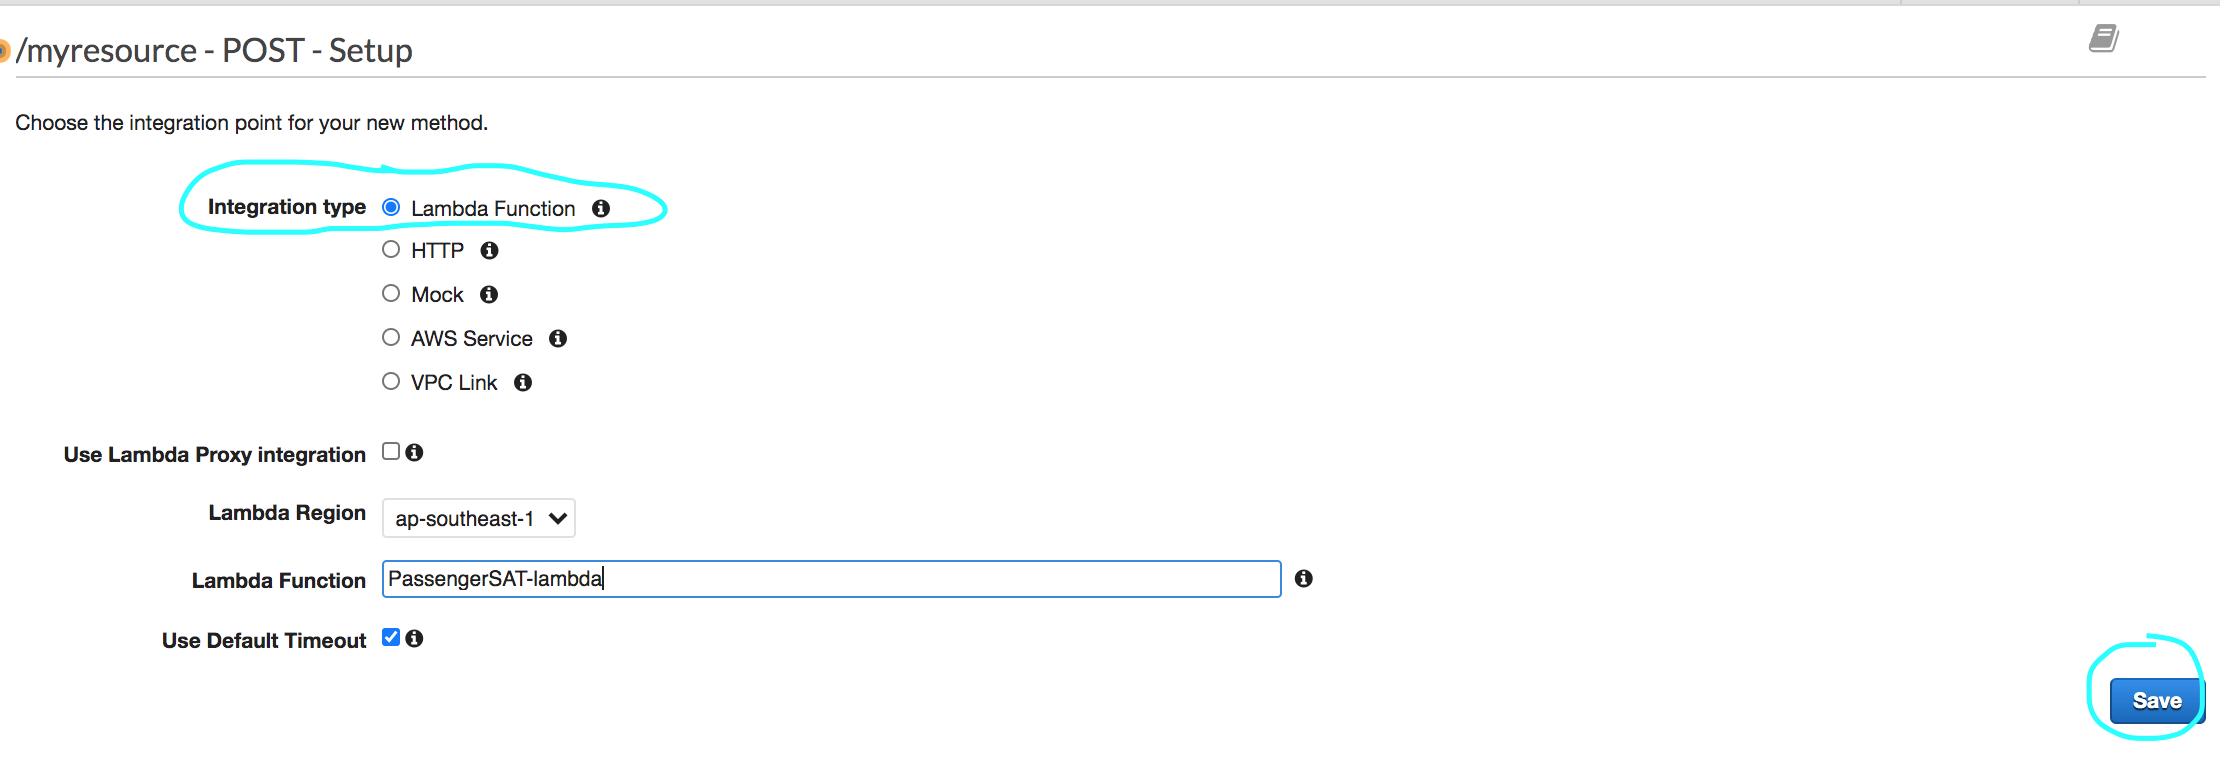 /myresource - POST - Setup
Choose the integration point for your new method.
Integration type Lambda Function
HTTP
Mock
AWS Service
VPC Link
Use Lambda Proxy integration
Lambda Region ap-southeast-1
Lambda Function PassengerSAT-lambda
Use Default Timeout
Save